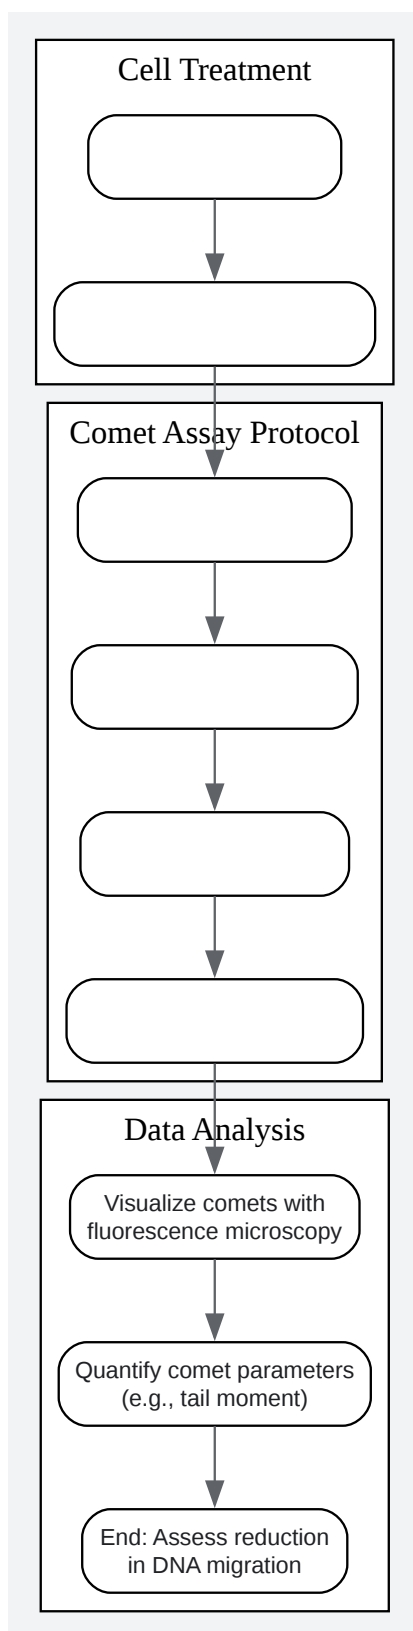 Cell Treatment
Comet Assay Protocol
Data Analysis
Visualize comets with
fluorescence microscopy
Quantify comet parameters
(e.g., tail moment)
End: Assess reduction
in DNA migration